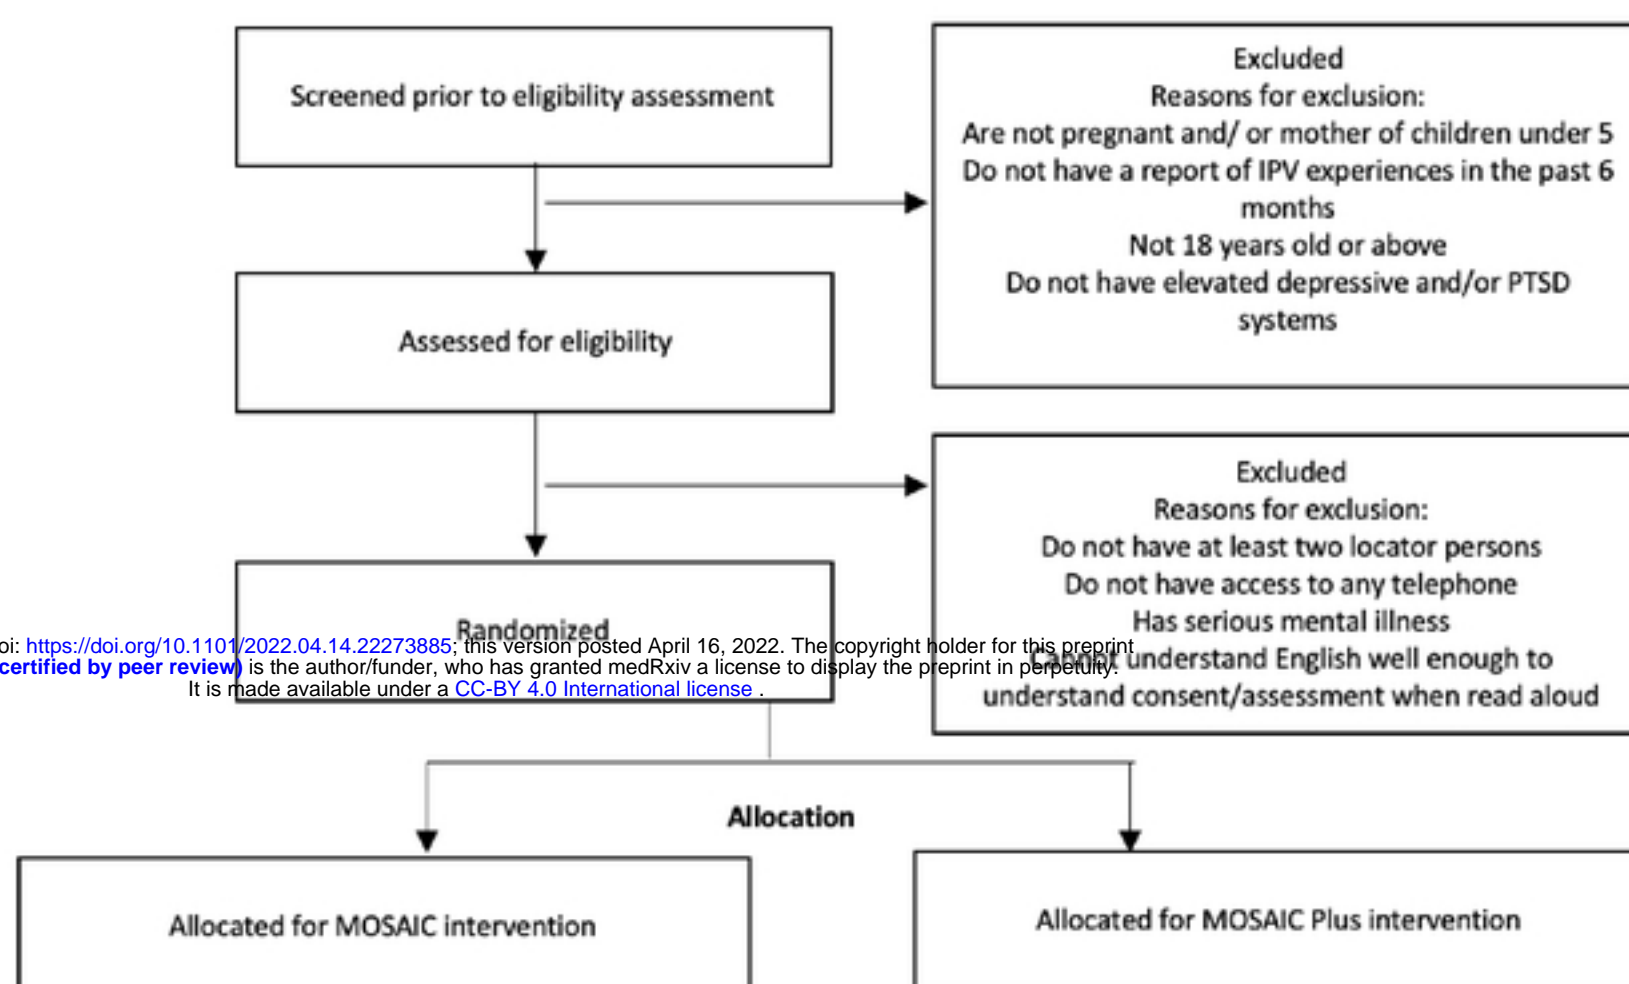 Screened prior to eligibility assessment
Excluded
Reasons for exclusion:
Are not pregnant and/ or mother of children under 5
Do not have a report of IPV experiences in the past 6
months
Not 18 years old or above
Do not have elevated depressive and/or PTSD
systems
Assessed for eligibility
Excluded
Reasons for exclusion:
Do not have at least two locator persons
Do not have access to any telephone
Has serious mental illness
Cannot understand English well enough to
understand consent/assessment when read aloud
Randomized
oi: https://doi.org/10.1101/2022.04.14.22273885; this version posted April 16, 2022. The copyright holder for this preprint
certified by peer review) is the author/funder, who has granted medRxiv a license to display the preprint in perpetuity.
It is made available under a CC-BY 4.0 International license .
Allocation
Allocated for MOSAIC intervention
Allocated for MOSAIC Plus intervention